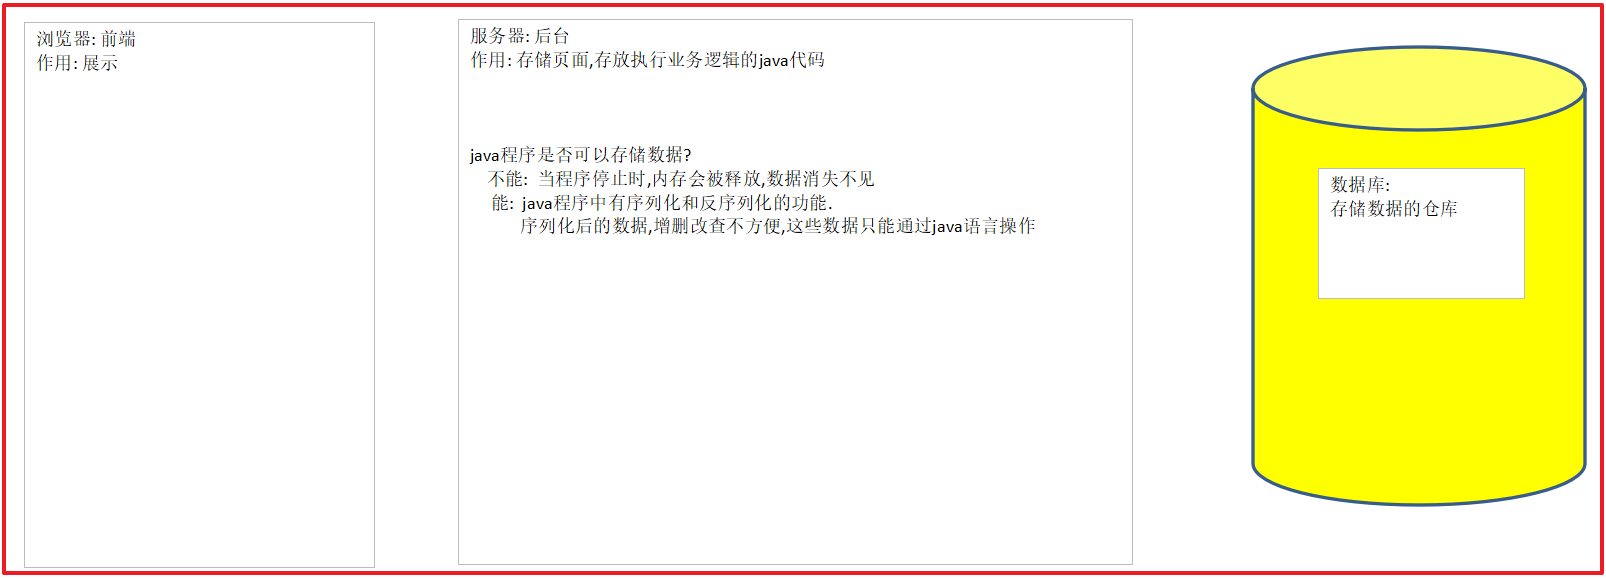 浏览器: 前端
作用: 展示
服务器: 后台
作用: 存储页面,存放执行业务逻辑的java代码
java程序是否可以存储数据?
不能: 当程序停止时,内存会被释放,数据消失不见
能: java程序中有序列化和反序列化的功能.
序列化后的数据,增删改查不方便,这些数据只能通过java语言操作
数据库:
存储数据的仓库